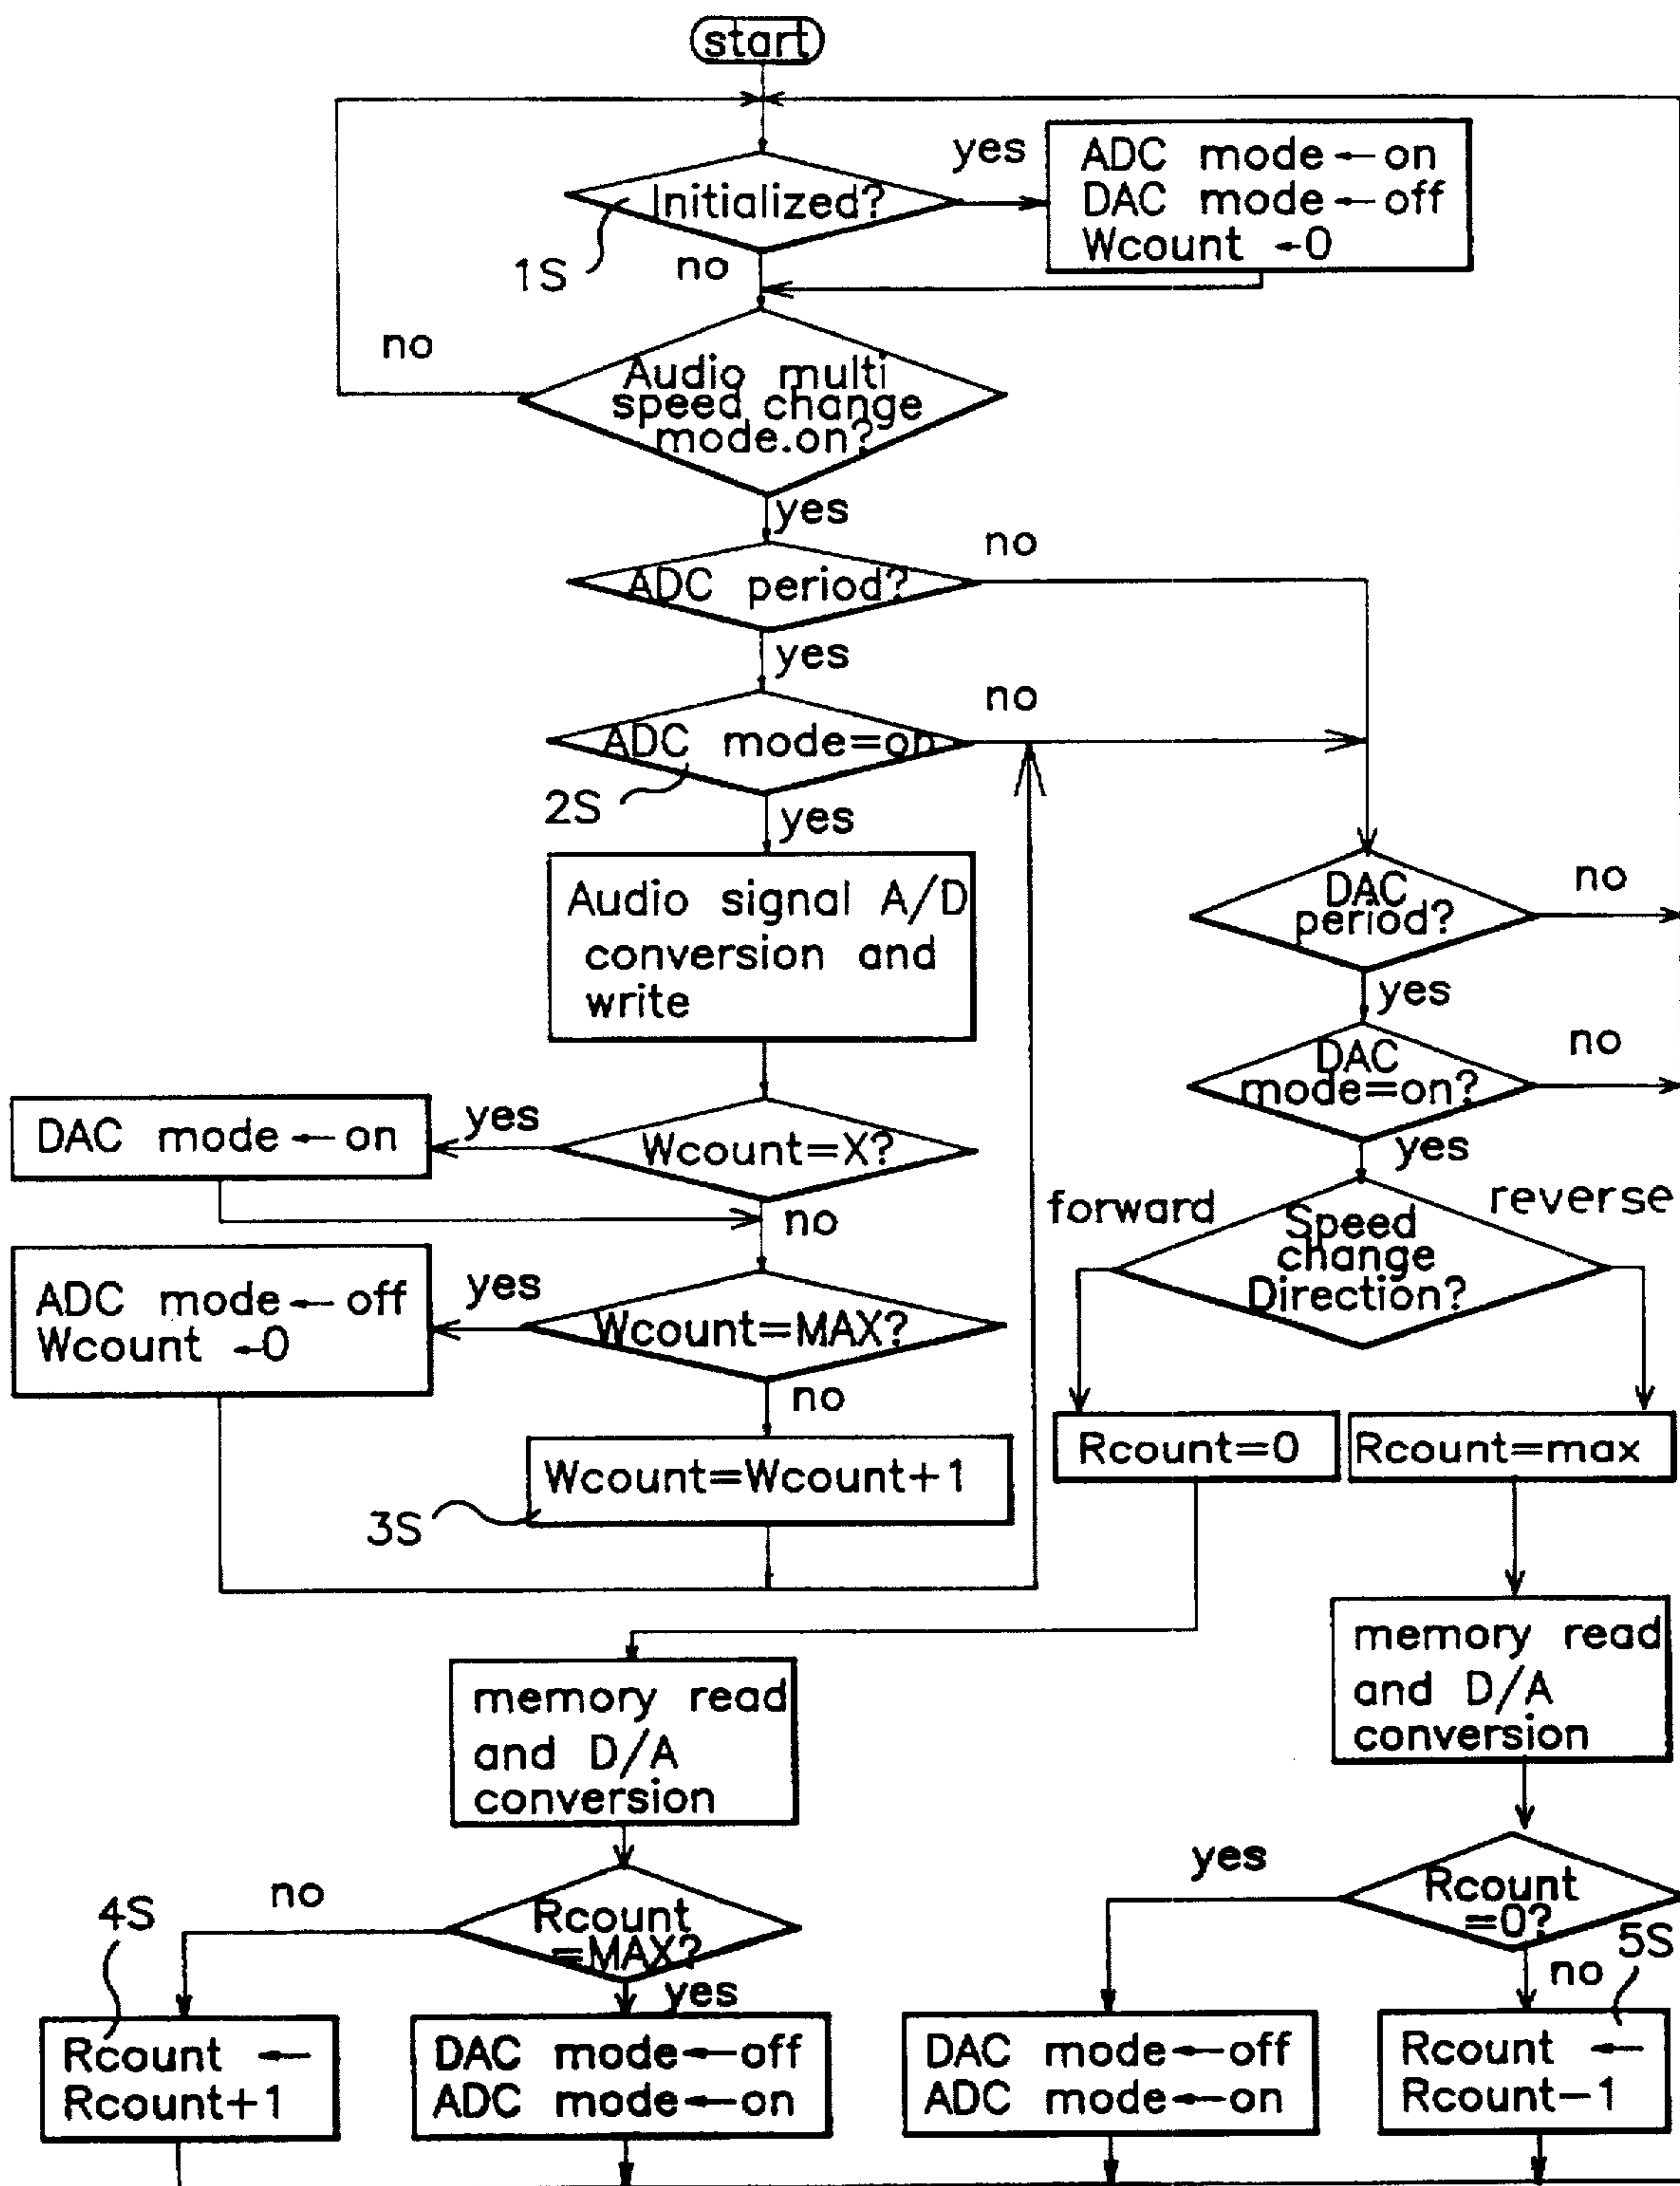 start
yes
ADC mode←on
DAC mode←off
Wcount ←0
Initialized?
1S
no
no
Audio multi
speed change
mode.on?
yes
no
ADC period?
yes
no
ADC mode=on
2S
yes
Audio signal A/D
conversion and
write
DAC
period?
no
yes
DAC
mode=on?
no
yes
DAC mode←on
yes
Wcount=X?
no
forward
reverse
Speed
change
Direction?
ADC mode←off
Wcount ←0
yes
Wcount=MAX?
no
Wcount=Wcount+1
3S
Rcount=0
Rcount=max
memory read
and D/A
conversion
memory read
and D/A
conversion
no
4S
Rcount
=MAX?
yes
yes
Rcount
=0?
5S
no
Rcount ←
Rcount+1
DAC mode←off
ADC mode←on
DAC mode←off
ADC mode←on
Rcount ←
Rcount−1